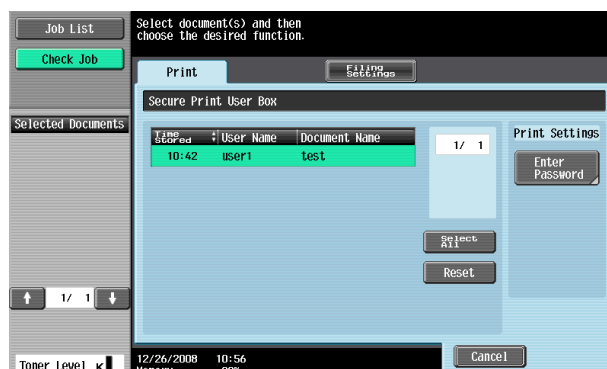 Job List
Check Job
Select document(s) and then
choose the desired function.
Print
Filing
Settings
Secure Print User Box
Selected Documents
Time
stored
User Name
Document Name
10:42
user1
test
1/ 1
Print Settings
Enter
Password
Select
All
Reset
1/ 1
Toner Level K
12/26/2008 10:56
Cancel